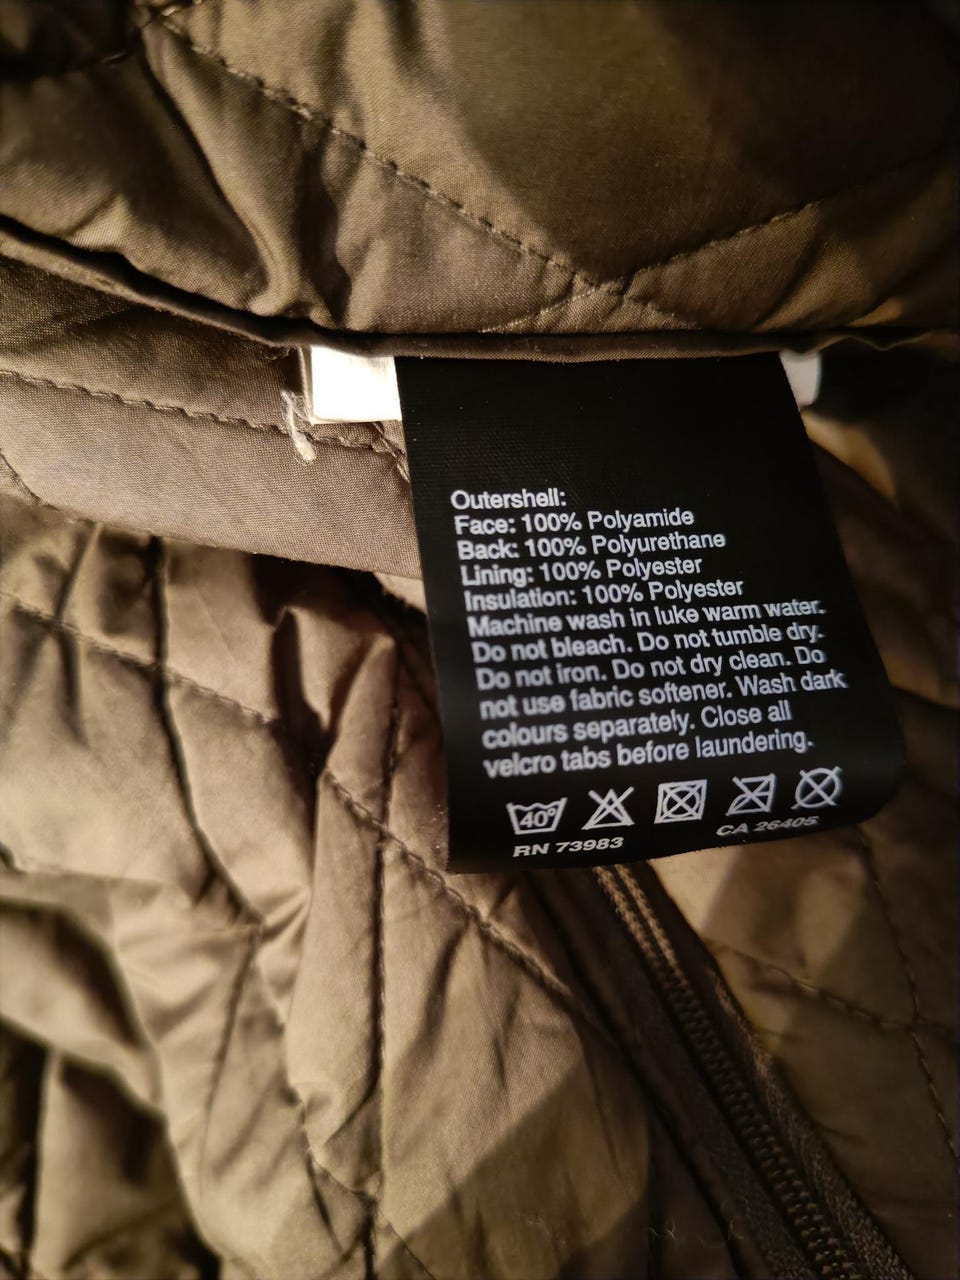 Outershell:
Face: 100% Polyamide
Back: 100% Polyurethane
Lining: 100% Polyester
Insulation: 100% Polyester
Machine wash in luke warm water.
Do not bleach. Do not tumble dry.
Do not iron. Do not dry clean. Do
not use fabric softener. Wash dark
colours separately. Close all
velcro tabs before laundering.
40°
RN 73983
CA 26405